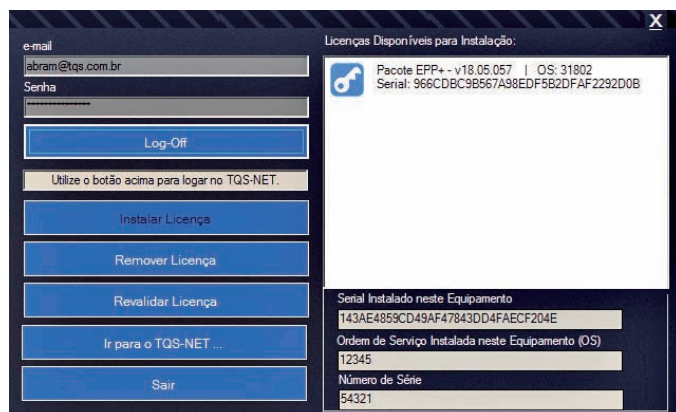 X
e-mail
abram@tqs.com.br
Senha
Log-Off
Utilize o botão acima para logar no TQS-NET.
Instalar Licença
Remover Licença
Revalidar Licença
Ir para o TQS-NET ...
Sair
Licenças Disponíveis para Instalação:
Pacote EPP+ - v18.05.057 | OS: 31802
Serial: 966CDBC9B567A98EDF5B2DFAF2292D0B
Serial Instalado neste Equipamento
143AE4859CD49AF47843DD4FAECF204E
Ordem de Serviço Instalada neste Equipamento (OS)
12345
Número de Série
54321